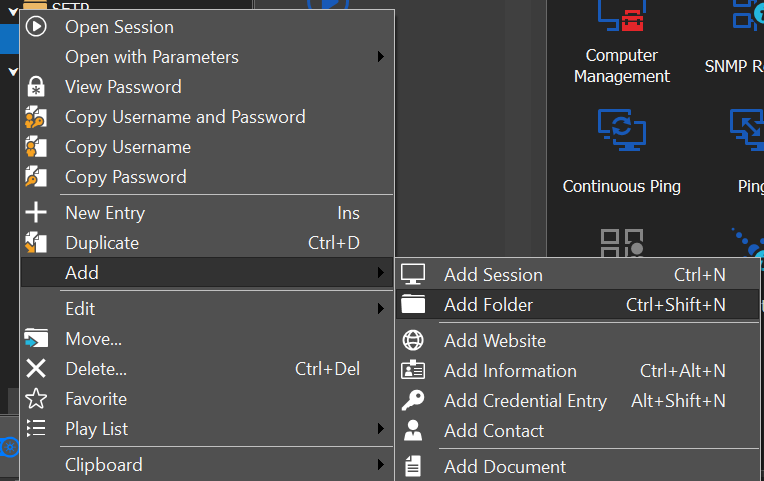 SFTP
Open Session
Open with Parameters
View Password
Copy Username and Password
Copy Username
Copy Password
New Entry Ins
Duplicate Ctrl+D
Add
Edit
Move...
Delete... Ctrl+Del
Favorite
Play List
Clipboard
Add Session Ctrl+N
Add Folder Ctrl+Shift+N
Add Website
Add Information Ctrl+Alt+N
Add Credential Entry Alt+Shift+N
Add Contact
Add Document
Computer
Management
SNMP
Continuous Ping
Ping